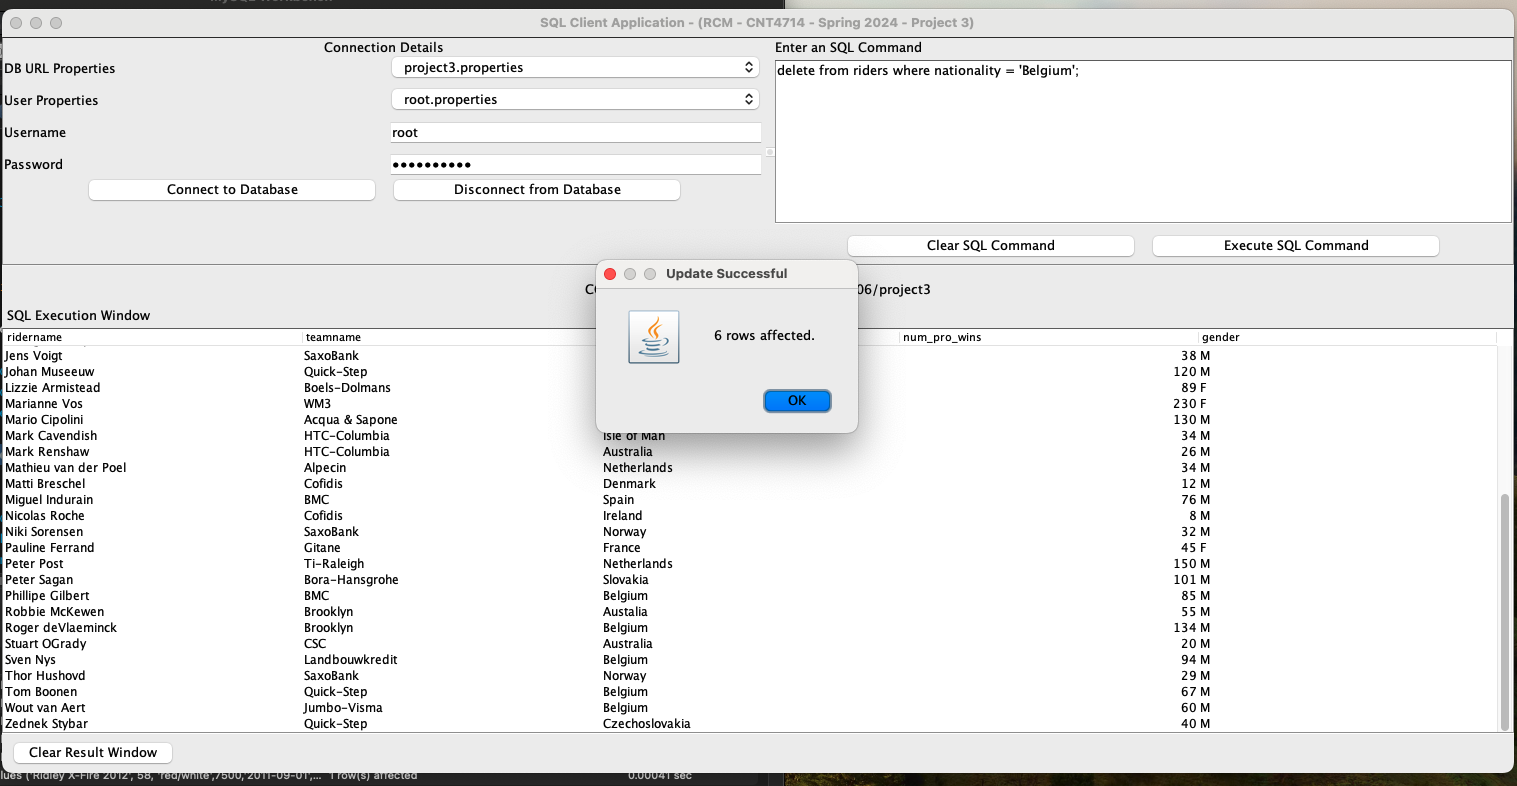 SQL Client Application - (RCM - CNT4714 - Spring 2024 - Project 3)
Connection Details
DB URL Properties project3.properties
User Properties root.properties
Username root
Password ●●●●●●●●●●
Connect to Database Disconnect from Database
Enter an SQL Command
delete from riders where nationality = 'Belgium';
Clear SQL Command Execute SQL Command
Update Successful
6 rows affected.
OK
06/project3
SQL Execution Window
ridername teamname num_pro_wins gender
Jens Voigt SaxoBank 38 M
Johan Museeuw Quick-Step 120 M
Lizzie Armistead Boels-Dolmans 89 F
Marianne Vos WM3 230 F
Mario Cipolini Acqua & Sapone 130 M
Mark Cavendish HTC-Columbia Isle of Man 34 M
Mark Renshaw HTC-Columbia Australia 26 M
Mathieu van der Poel Alpecin Netherlands 34 M
Matti Breschel Cofidis Denmark 12 M
Miguel Indurain BMC Spain 76 M
Nicolas Roche Cofidis Ireland 8 M
Niki Sorensen SaxoBank Norway 32 M
Pauline Ferrand Gitane France 45 F
Peter Post Ti-Raleigh Netherlands 150 M
Peter Sagan Bora-Hansgrohe Slovakia 101 M
Phillipe Gilbert BMC Belgium 85 M
Robbie McKewen Brooklyn Austalia 55 M
Roger deVlaeminck Brooklyn Belgium 134 M
Stuart OGrady CSC Australia 20 M
Sven Nys Landbouwkredit Belgium 94 M
Thor Hushovd SaxoBank Norway 29 M
Tom Boonen Quick-Step Belgium 67 M
Wout van Aert Jumbo-Visma Belgium 60 M
Zednek Stybar Quick-Step Czechoslovakia 40 M
Clear Result Window
lues ('Ridley X-Fire 2012', 58, 'red/white',7500,'2011-09-01',... 1 row(s) affected 0.00041 sec